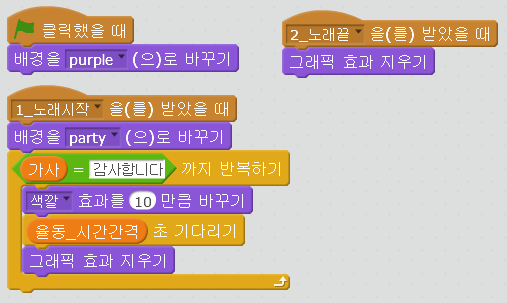 클릭했을 때
배경을 purple (으)로 바꾸기
1_노래시작 을(를) 받았을 때
배경을 party (으)로 바꾸기
가사 = 감사합니다 까지 반복하기
색깔 효과를 10 만큼 바꾸기
율동_시간간격 초 기다리기
그래픽 효과 지우기
2_노래끝 을(를) 받았을 때
그래픽 효과 지우기